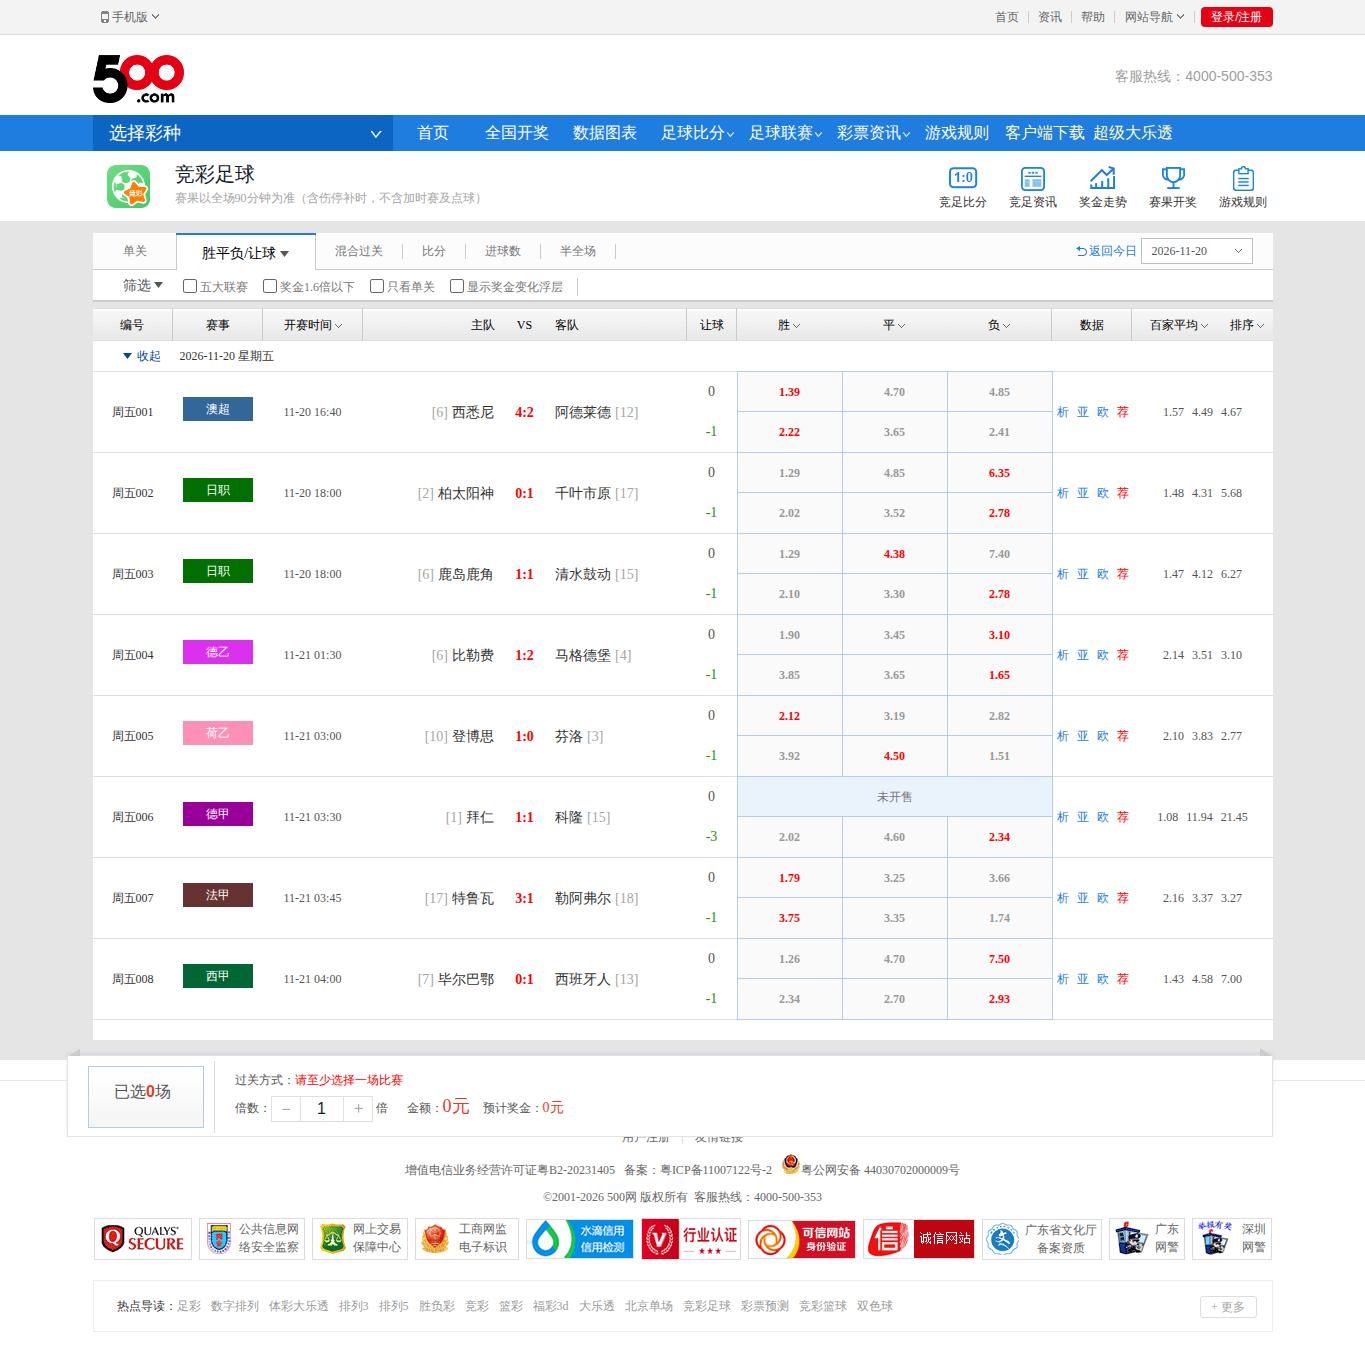 手机版 首页 资讯 帮助 网站导航 登录/注册
500.com 客服热线：4000-500-353
选择彩种 首页 全国开奖 数据图表 足球比分 足球联赛 彩票资讯 游戏规则 客户端下载 超级大乐透
竞彩足球
赛果以全场90分钟为准（含伤停补时，不含加时赛及点球）
1:0
竞足比分 竞足资讯 奖金走势 赛果开奖 游戏规则
单关 胜平负/让球 混合过关 比分 进球数 半全场 返回今日 2026-11-20
筛选 五大联赛 奖金1.6倍以下 只看单关 显示奖金变化浮层
编号 赛事 开赛时间 主队 VS 客队 让球 胜 平 负 数据 百家平均 排序
收起 2026-11-20 星期五
0 1.39 4.70 4.85
周五001 澳超 11-20 16:40 [6] 西悉尼 4:2 阿德莱德 [12] 析 亚 欧 荐 1.57 4.49 4.67
-1 2.22 3.65 2.41
0 1.29 4.85 6.35
周五002 日职 11-20 18:00 [2] 柏太阳神 0:1 千叶市原 [17] 析 亚 欧 荐 1.48 4.31 5.68
-1 2.02 3.52 2.78
0 1.29 4.38 7.40
周五003 日职 11-20 18:00 [6] 鹿岛鹿角 1:1 清水鼓动 [15] 析 亚 欧 荐 1.47 4.12 6.27
-1 2.10 3.30 2.78
0 1.90 3.45 3.10
周五004 德乙 11-21 01:30 [6] 比勒费 1:2 马格德堡 [4] 析 亚 欧 荐 2.14 3.51 3.10
-1 3.85 3.65 1.65
0 2.12 3.19 2.82
周五005 荷乙 11-21 03:00 [10] 登博思 1:0 芬洛 [3] 析 亚 欧 荐 2.10 3.83 2.77
-1 3.92 4.50 1.51
0 未开售
周五006 德甲 11-21 03:30 [1] 拜仁 1:1 科隆 [15] 析 亚 欧 荐 1.08 11.94 21.45
-3 2.02 4.60 2.34
0 1.79 3.25 3.66
周五007 法甲 11-21 03:45 [17] 特鲁瓦 3:1 勒阿弗尔 [18] 析 亚 欧 荐 2.16 3.37 3.27
-1 3.75 3.35 1.74
0 1.26 4.70 7.50
周五008 西甲 11-21 04:00 [7] 毕尔巴鄂 0:1 西班牙人 [13] 析 亚 欧 荐 1.43 4.58 7.00
-1 2.34 2.70 2.93
已选0场 过关方式：请至少选择一场比赛
倍数： − 1 + 倍 金额：0元 预计奖金：0元
用户注册 友情链接
增值电信业务经营许可证粤B2-20231405 备案：粤ICP备11007122号-2 粤公网安备 44030702000009号
©2001-2026 500网 版权所有 客服热线：4000-500-353
QUALYS SECURE 公共信息网络安全监察 网上交易保障中心 工商网监电子标识 水滴信用信用检测 行业认证 可信网站身份验证 信 诚信网站 文 广东省文化厅备案资质 广东网警 深圳网警
热点导读：足彩 数字排列 体彩大乐透 排列3 排列5 胜负彩 竞彩 篮彩 福彩3d 大乐透 北京单场 竞彩足球 彩票预测 竞彩篮球 双色球 + 更多